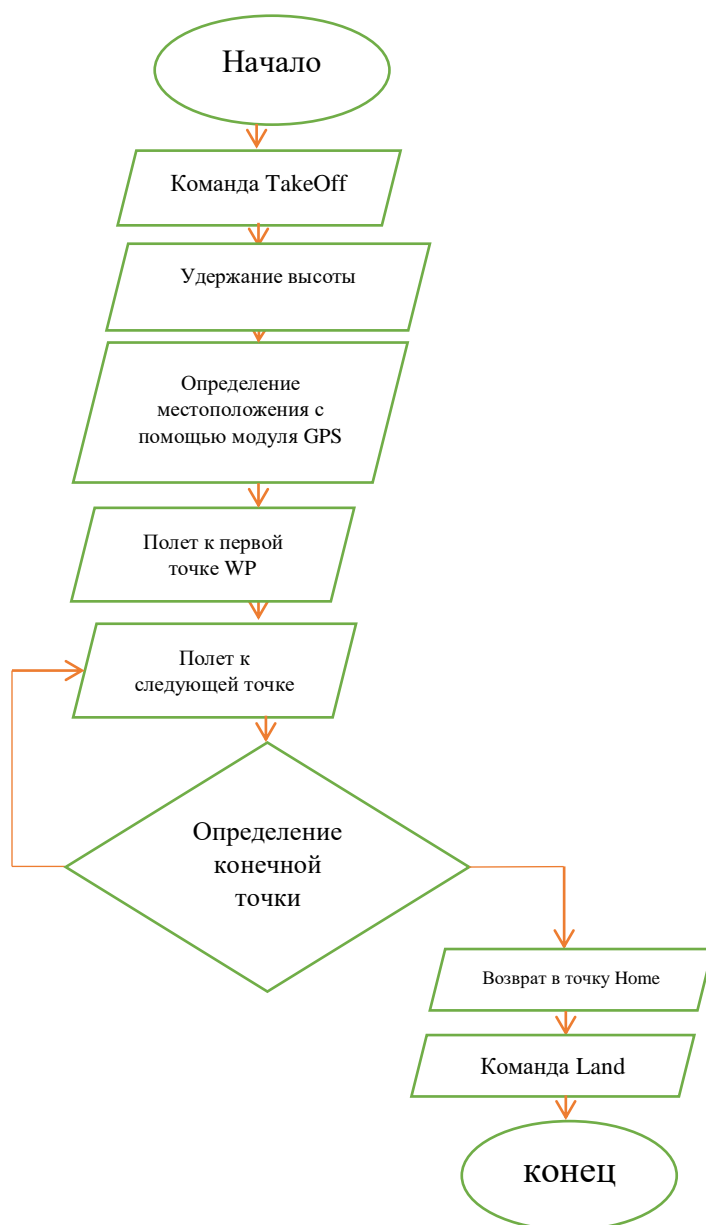 Начало
Команда TakeOff
Удержание высоты
Определение
местоположения с
помощью модуля GPS
Полет к первой
точке WP
Полет к
следующей точке
Определение
конечной
точки
Возврат в точку Home
Команда Land
конец